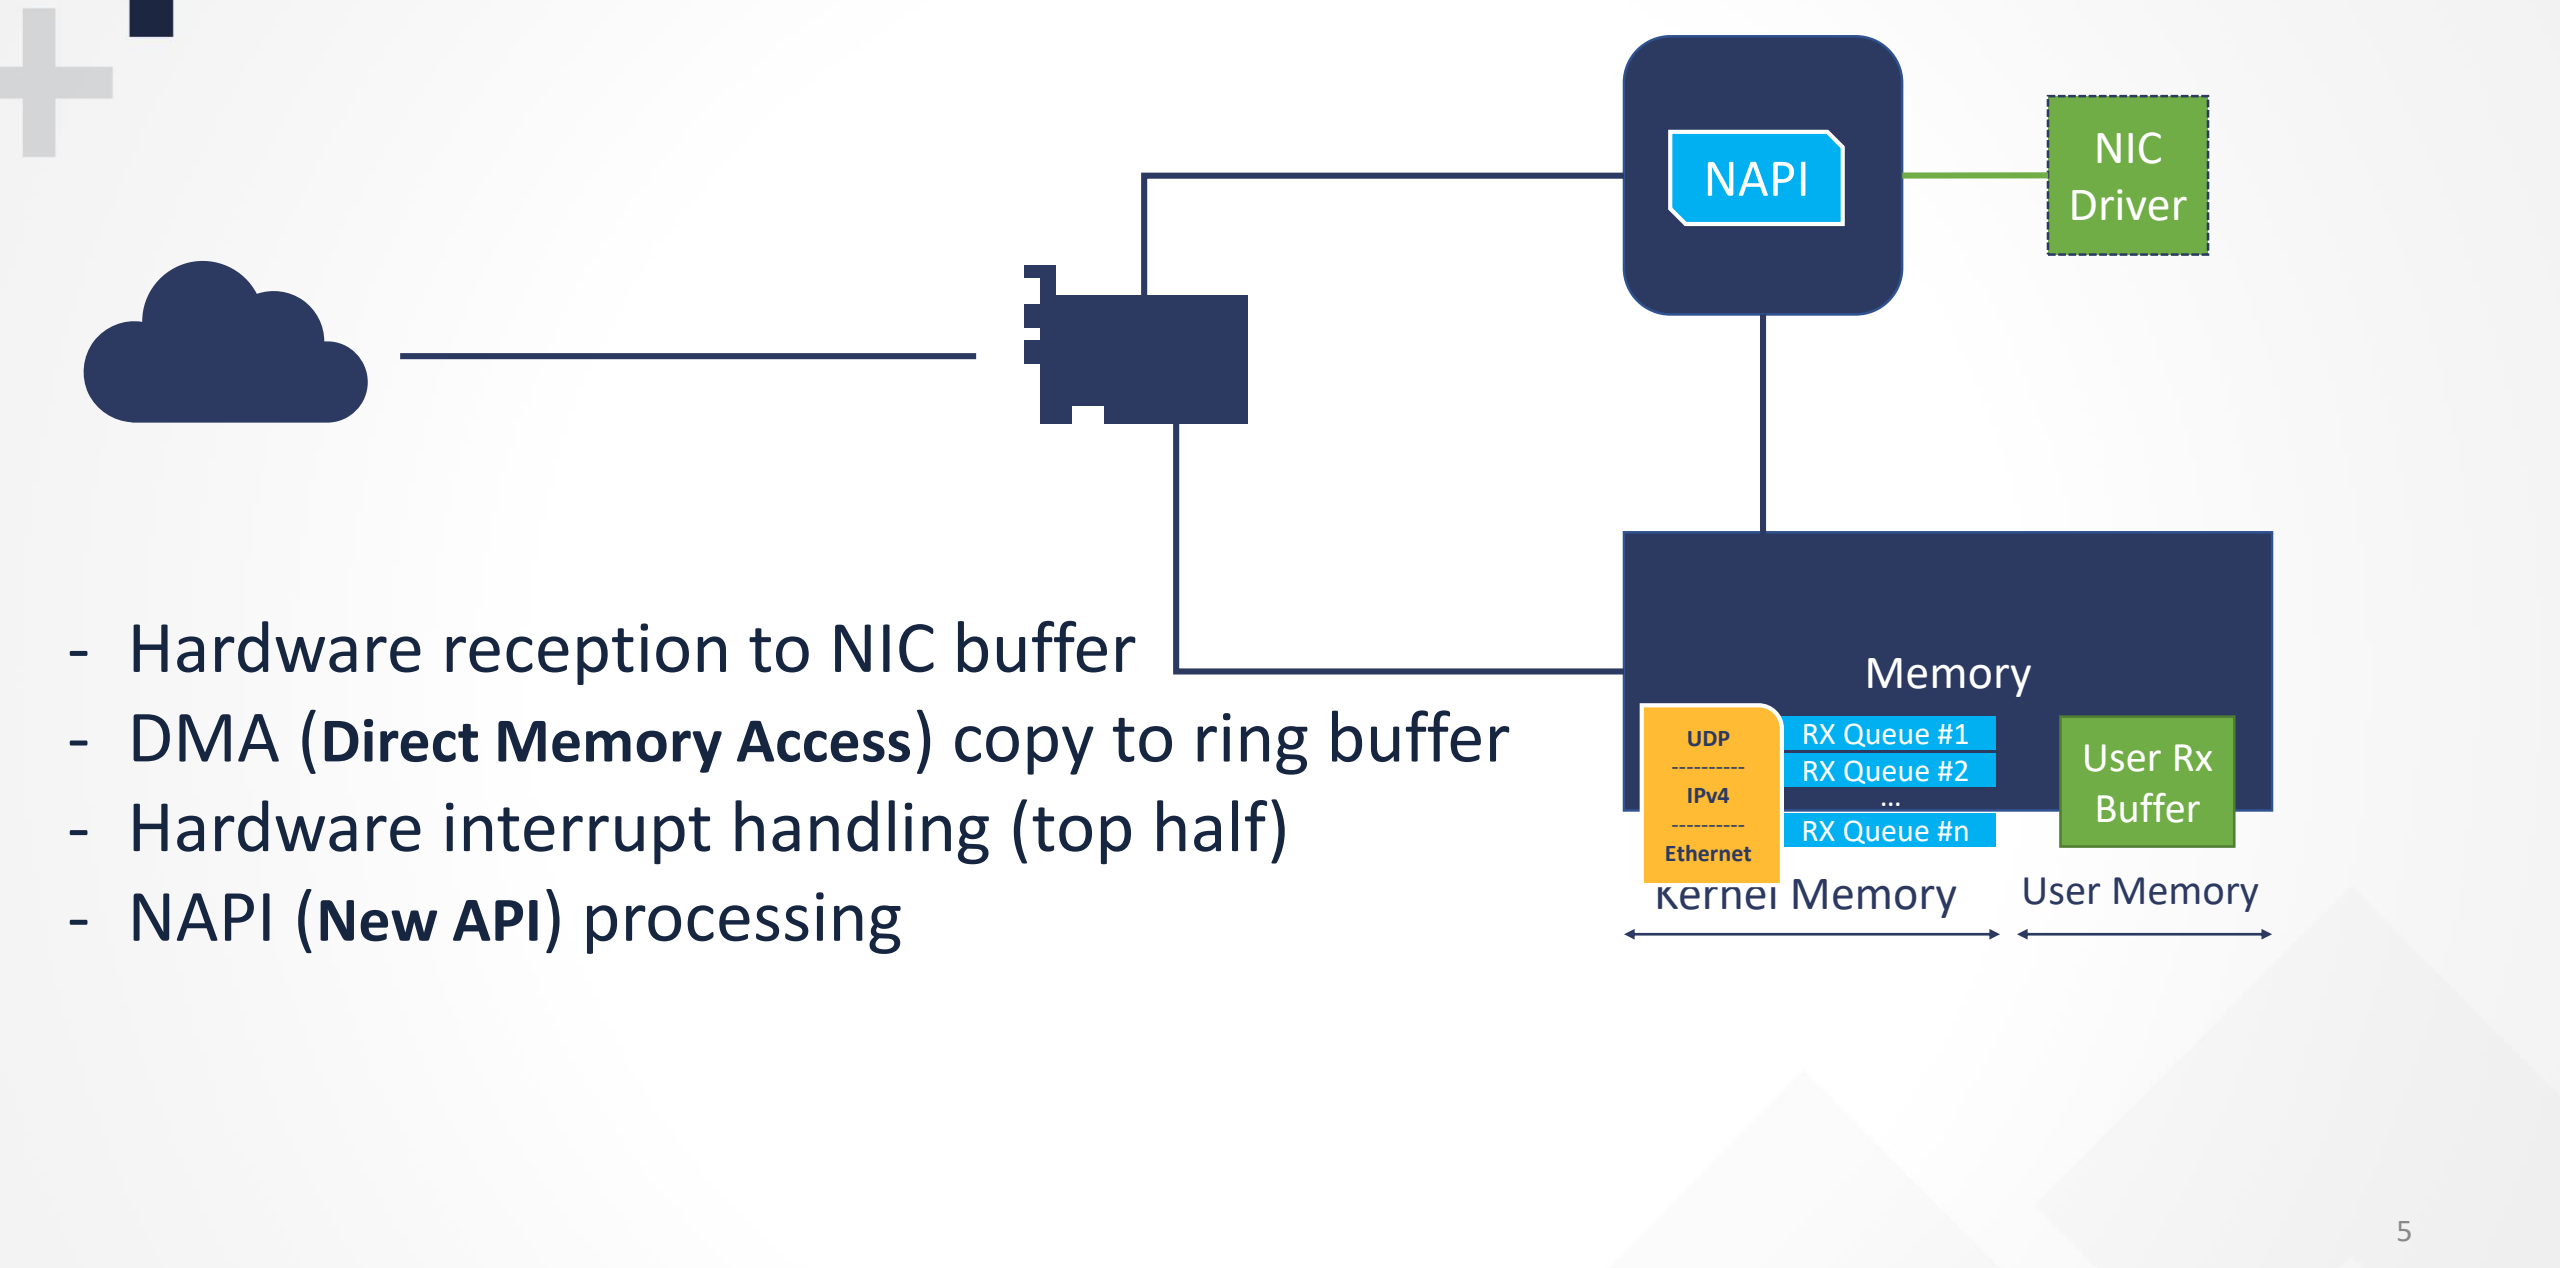 NAPI
NIC
Driver
- Hardware reception to NIC buffer
- DMA (Direct Memory Access) copy to ring buffer
- Hardware interrupt handling (top half)
- NAPI (New API) processing
Memory
UDP
----------
IPv4
----------
Ethernet
RX Queue #1
RX Queue #2
...
RX Queue #n
User Rx
Buffer
Kernel Memory
User Memory
5